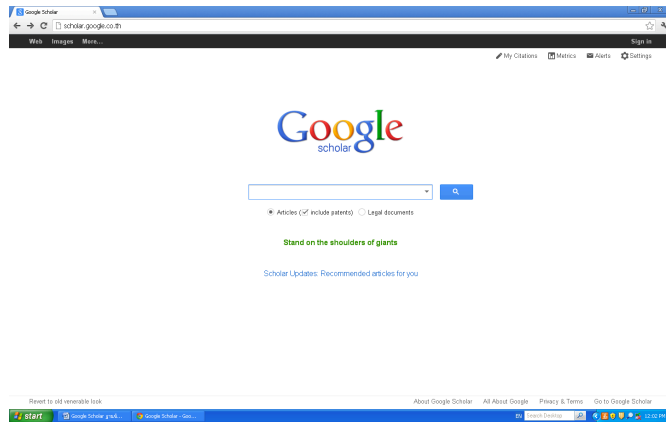 Google Scholar
scholar.google.co.th
Web Images More... Sign in
My Citations Metrics Alerts Settings
Google
scholar
Articles ( include patents) Legal documents
Stand on the shoulders of giants
Scholar Updates: Recommended articles for you
Revert to old venerable look About Google Scholar All About Google Privacy & Terms Go to Google Scholar
start Google Scholar Google Scholar - Goo... EN Search Desktop 12:02 PM